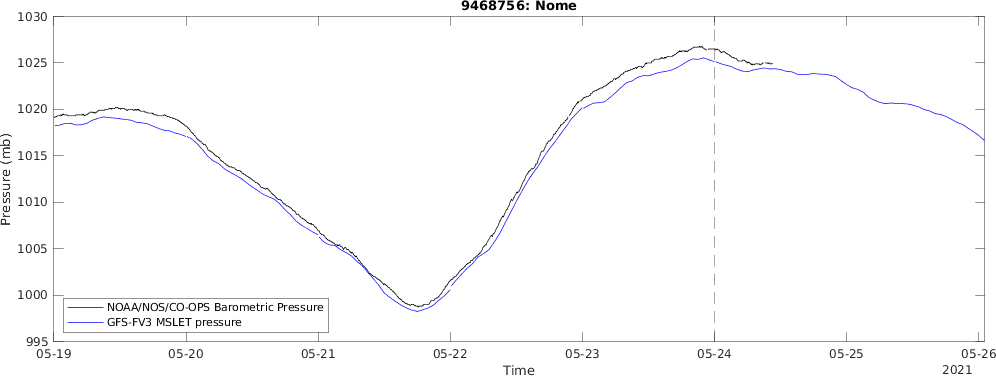 9468756: Nome
1030
1025
1020
1015
1010
1005
1000
995
Pressure (mb)
NOAA/NOS/CO-OPS Barometric Pressure
GFS-FV3 MSLET pressure
05-19 05-20 05-21 05-22 05-23 05-24 05-25 05-26
Time
2021